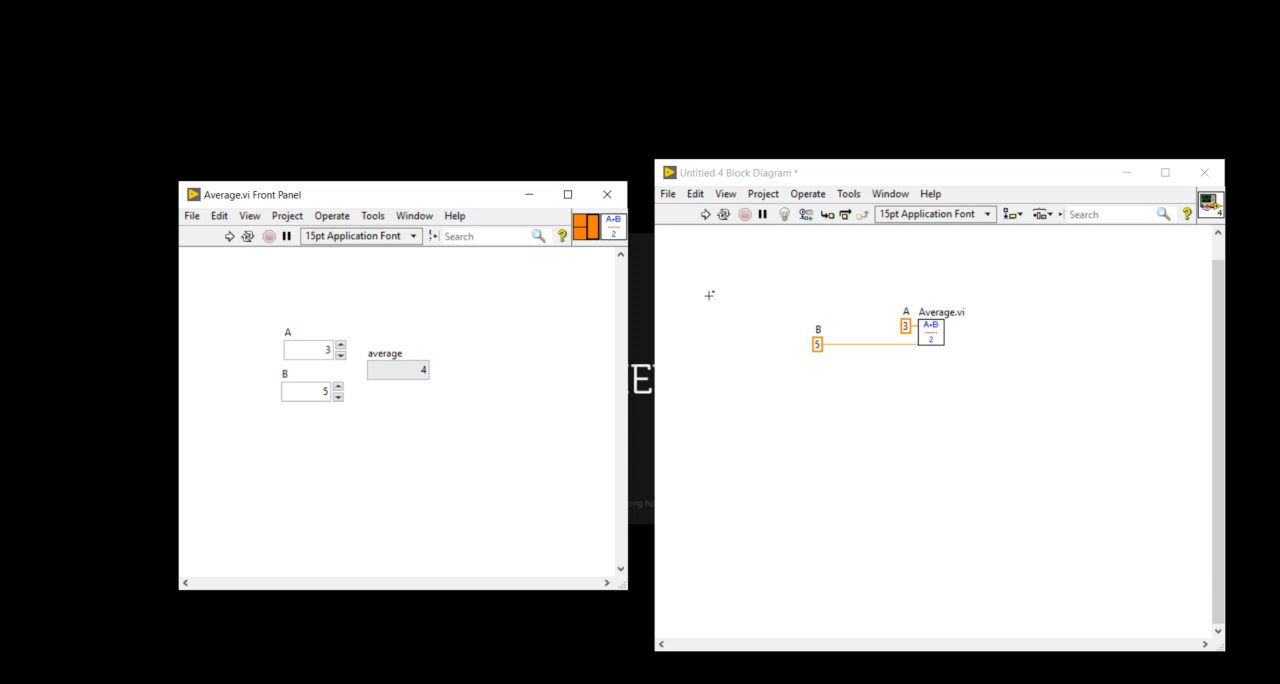 Average.vi Front Panel
File Edit View Project Operate Tools Window Help
15pt Application Font Search
A+B
2
A
3
average
4
B
5
Untitled 4 Block Diagram *
File Edit View Project Operate Tools Window Help
15pt Application Font Search
4
A Average.vi
3 A+B
2
B
5